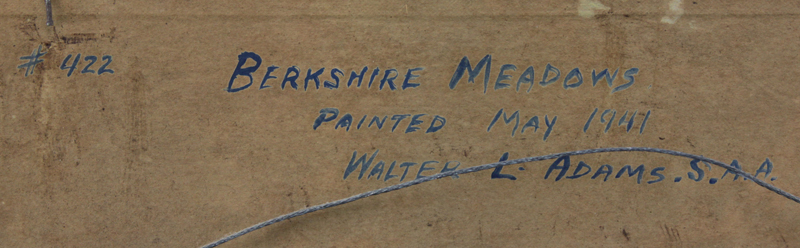 # 422 BERKSHIRE MEADOWS
PAINTED MAY 1941
WALTER L. ADAMS. S.A.A.